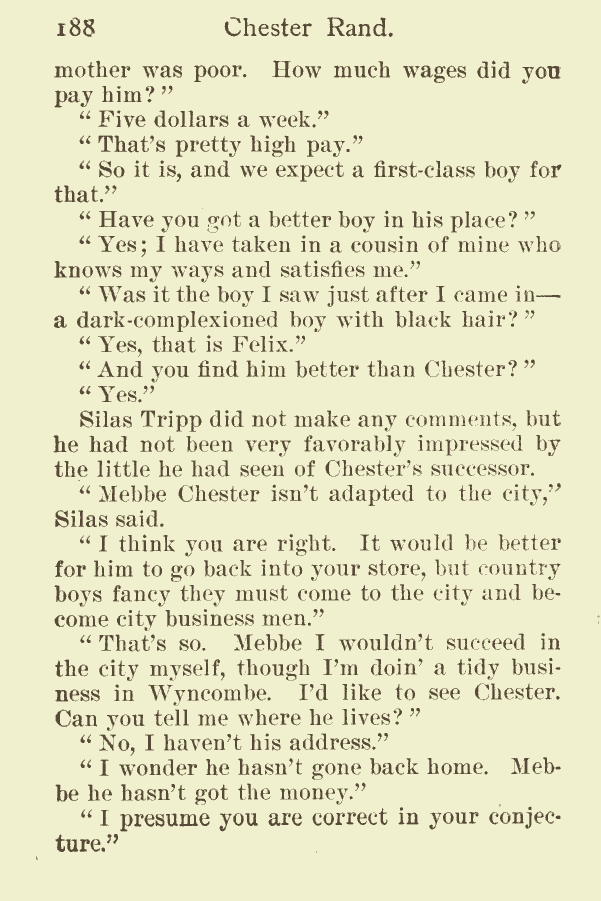 188 Chester Rand.
mother was poor. How much wages did you
pay him?”
“Five dollars a week.”
“That’s pretty high pay.”
“So it is, and we expect a first-class boy for
that.”
“Have you got a better boy in his place?”
“Yes; I have taken in a cousin of mine who
knows my ways and satisfies me.”
“Was it the boy I saw just after I came in—
a dark-complexioned boy with black hair?”
“Yes, that is Felix.”
“And you find him better than Chester?”
“Yes.”
Silas Tripp did not make any comments, but
he had not been very favorably impressed by
the little he had seen of Chester’s successor.
“Mebbe Chester isn’t adapted to the city,”
Silas said.
“I think you are right. It would be better
for him to go back into your store, but country
boys fancy they must come to the city and be-
come city business men.”
“That’s so. Mebbe I wouldn’t succeed in
the city myself, though I’m doin’ a tidy busi-
ness in Wyncombe. I’d like to see Chester.
Can you tell me where he lives?”
“No, I haven’t his address.”
“I wonder he hasn’t gone back home. Meb-
be he hasn’t got the money.”
“I presume you are correct in your conjec-
ture.”